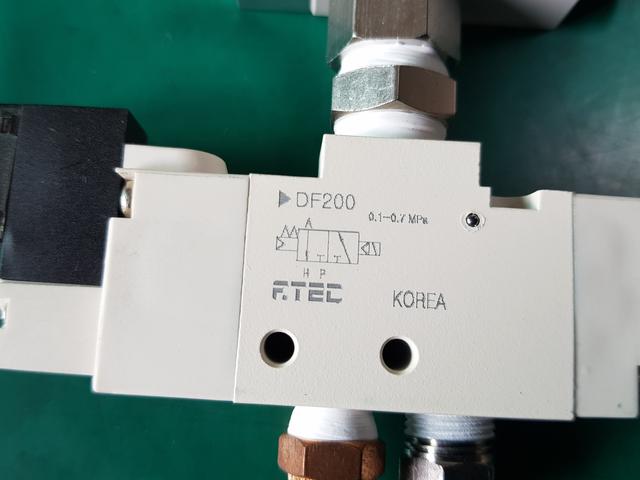 DF200
0.1-0.7 MPa
A
H P
F.TEC
KOREA